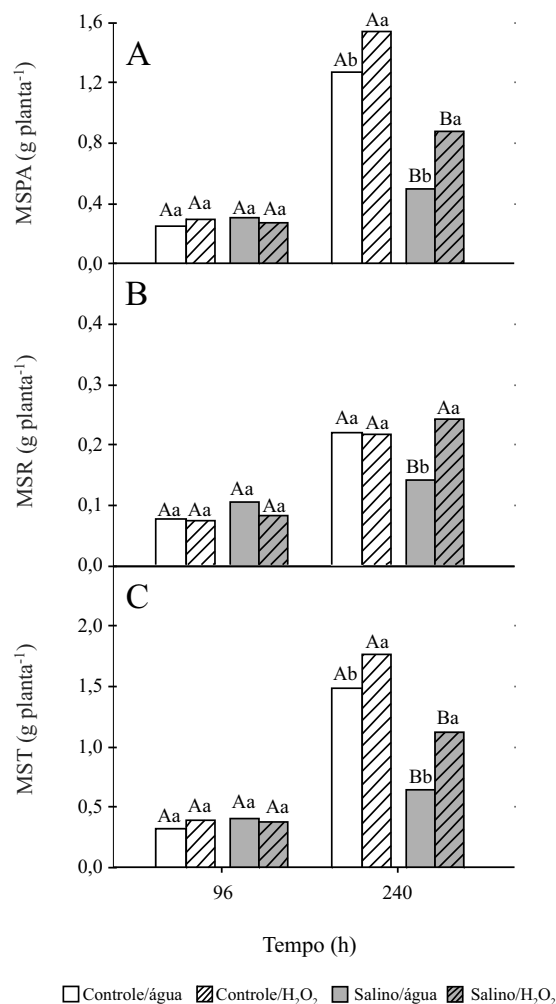 A
MSPA (g planta⁻¹)
1,6
1,2
0,8
0,4
0,0
Aa Aa Aa Aa Ab Aa Bb Ba
B
MSR (g planta⁻¹)
0,4
0,3
0,2
0,1
0,0
Aa Aa Aa Aa Aa Aa Bb Aa
C
MST (g planta⁻¹)
2,0
1,5
1,0
0,5
0,0
Aa Aa Aa Aa Ab Aa Bb Ba
96 240
Tempo (h)
Controle/água Controle/H₂O₂ Salino/água Salino/H₂O₂